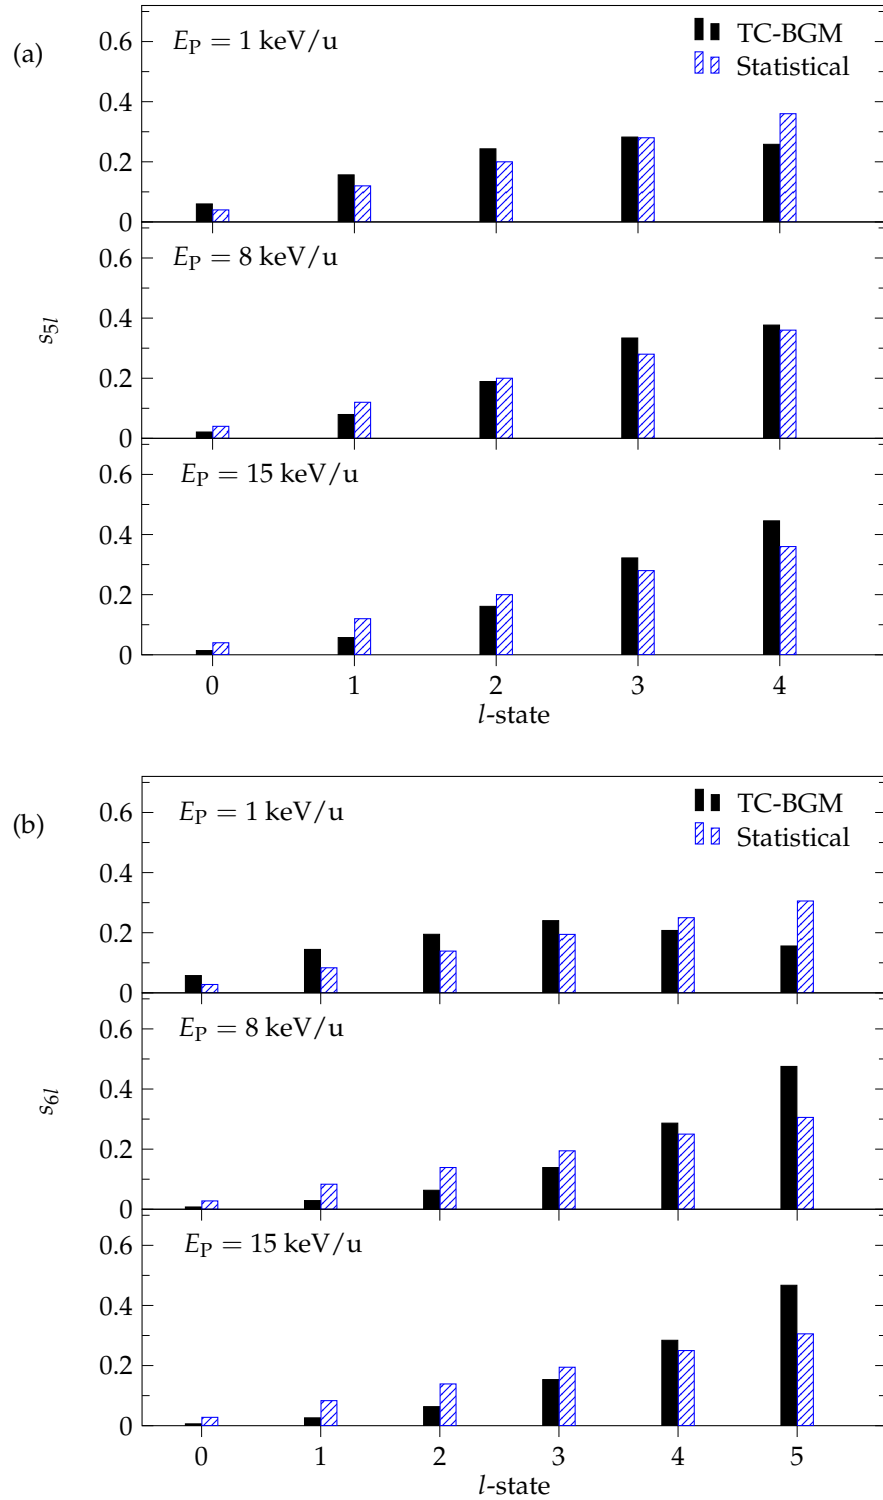 (a)
E_P = 1 keV/u
TC-BGM
Statistical
0.6
0.4
0.2
0
E_P = 8 keV/u
0.6
0.4
0.2
0
s_5l
E_P = 15 keV/u
0.6
0.4
0.2
0
0 1 2 3 4
l-state
(b)
E_P = 1 keV/u
TC-BGM
Statistical
0.6
0.4
0.2
0
E_P = 8 keV/u
0.6
0.4
0.2
0
s_6l
E_P = 15 keV/u
0.6
0.4
0.2
0
0 1 2 3 4 5
l-state